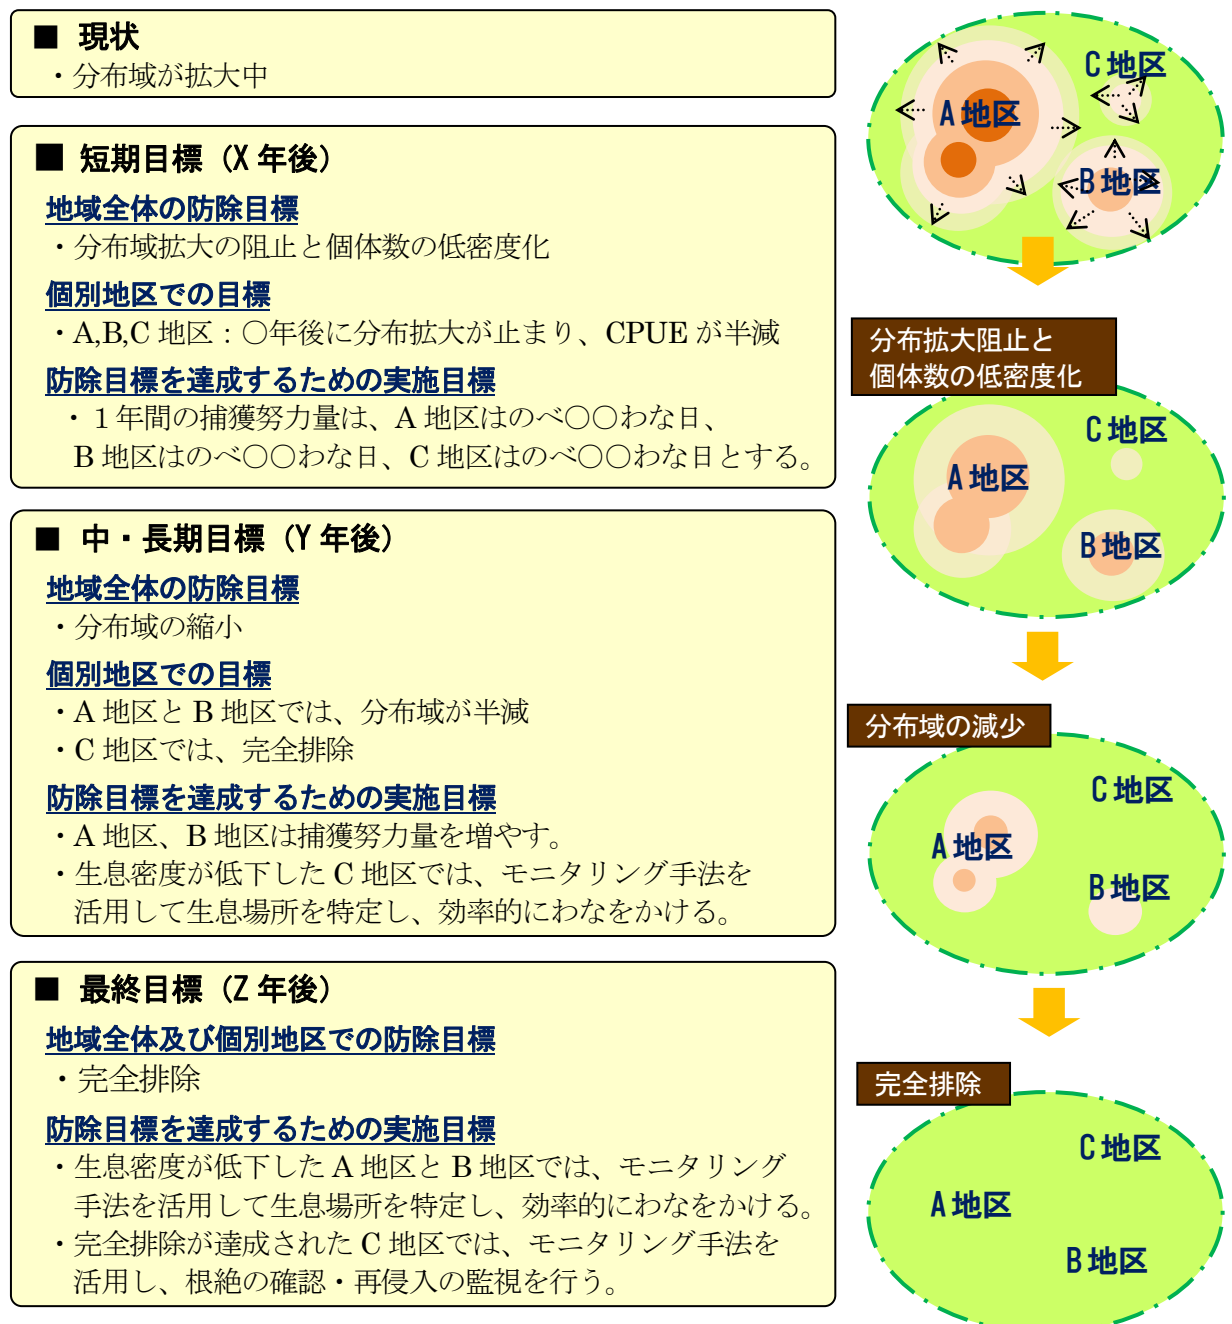 ■ 現状
・分布域が拡大中
■ 短期目標（X 年後）
地域全体の防除目標
・分布域拡大の阻止と個体数の低密度化
個別地区での目標
・A,B,C 地区：〇年後に分布拡大が止まり、CPUE が半減
防除目標を達成するための実施目標
・１年間の捕獲努力量は、A 地区はのべ〇〇わな日、
B 地区はのべ〇〇わな日、C 地区はのべ〇〇わな日とする。
■ 中・長期目標（Y 年後）
地域全体の防除目標
・分布域の縮小
個別地区での目標
・A 地区と B 地区では、分布域が半減
・C 地区では、完全排除
防除目標を達成するための実施目標
・A 地区、B 地区は捕獲努力量を増やす。
・生息密度が低下した C 地区では、モニタリング手法を
活用して生息場所を特定し、効率的にわなをかける。
■ 最終目標（Z 年後）
地域全体及び個別地区での防除目標
・完全排除
防除目標を達成するための実施目標
・生息密度が低下した A 地区と B 地区では、モニタリング
手法を活用して生息場所を特定し、効率的にわなをかける。
・完全排除が達成された C 地区では、モニタリング手法を
活用し、根絶の確認・再侵入の監視を行う。
C 地区
A 地区
B 地区
分布拡大阻止と
個体数の低密度化
C 地区
A 地区
B 地区
分布域の減少
C 地区
A 地区
B 地区
完全排除
C 地区
A 地区
B 地区